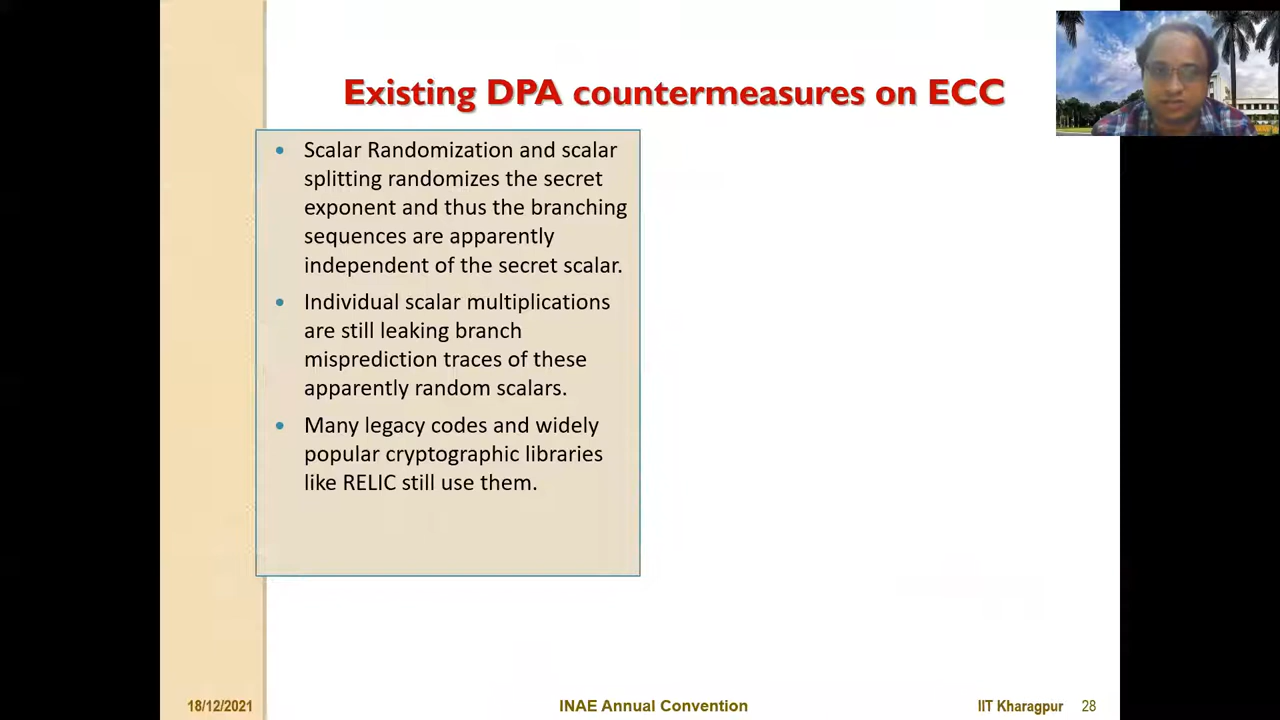 Existing DPA countermeasures on ECC
• Scalar Randomization and scalar
splitting randomizes the secret
exponent and thus the branching
sequences are apparently
independent of the secret scalar.
• Individual scalar multiplications
are still leaking branch
misprediction traces of these
apparently random scalars.
• Many legacy codes and widely
popular cryptographic libraries
like RELIC still use them.
18/12/2021 INAE Annual Convention IIT Kharagpur 28